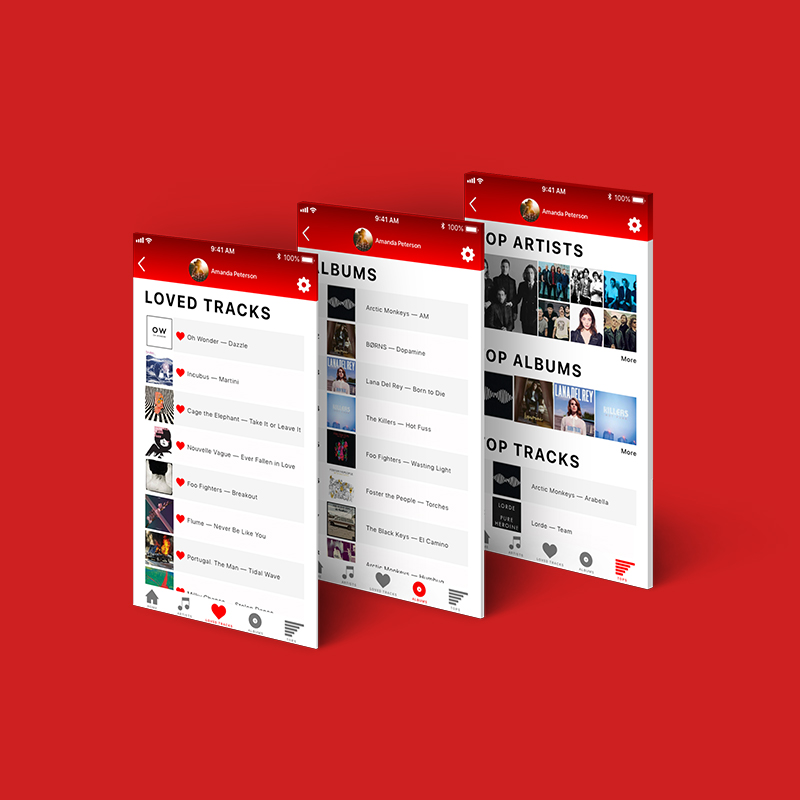 9:41 AM
100%
Amanda Peterson
LOVED TRACKS
OW
Oh Wonder — Dazzle
Incubus — Martini
Cage the Elephant — Take It or Leave It
Nouvelle Vague — Ever Fallen in Love
Foo Fighters — Breakout
Flume — Never Be Like You
Portugal. The Man — Tidal Wave
HOME
ARTISTS
LOVED TRACKS
ALBUMS
TOPS
9:41 AM
100%
Amanda Peterson
LBUMS
Arctic Monkeys — AM
BØRNS — Dopamine
LANA DEL REY
Lana Del Rey — Born to Die
The Killers — Hot Fuss
Foo Fighters — Wasting Light
Foster the People — Torches
The Black Keys — El Camino
Arctic Monkeys — Humbug
ARTISTS
LOVED TRACKS
ALBUMS
TOPS
9:41 AM
100%
Amanda Peterson
OP ARTISTS
More
OP ALBUMS
LANA DEL REY
KILLERS
More
OP TRACKS
Arctic Monkeys — Arabella
LORDE
PURE
HEROINE
Lorde — Team
ARTISTS
LOVED TRACKS
ALBUMS
TOPS